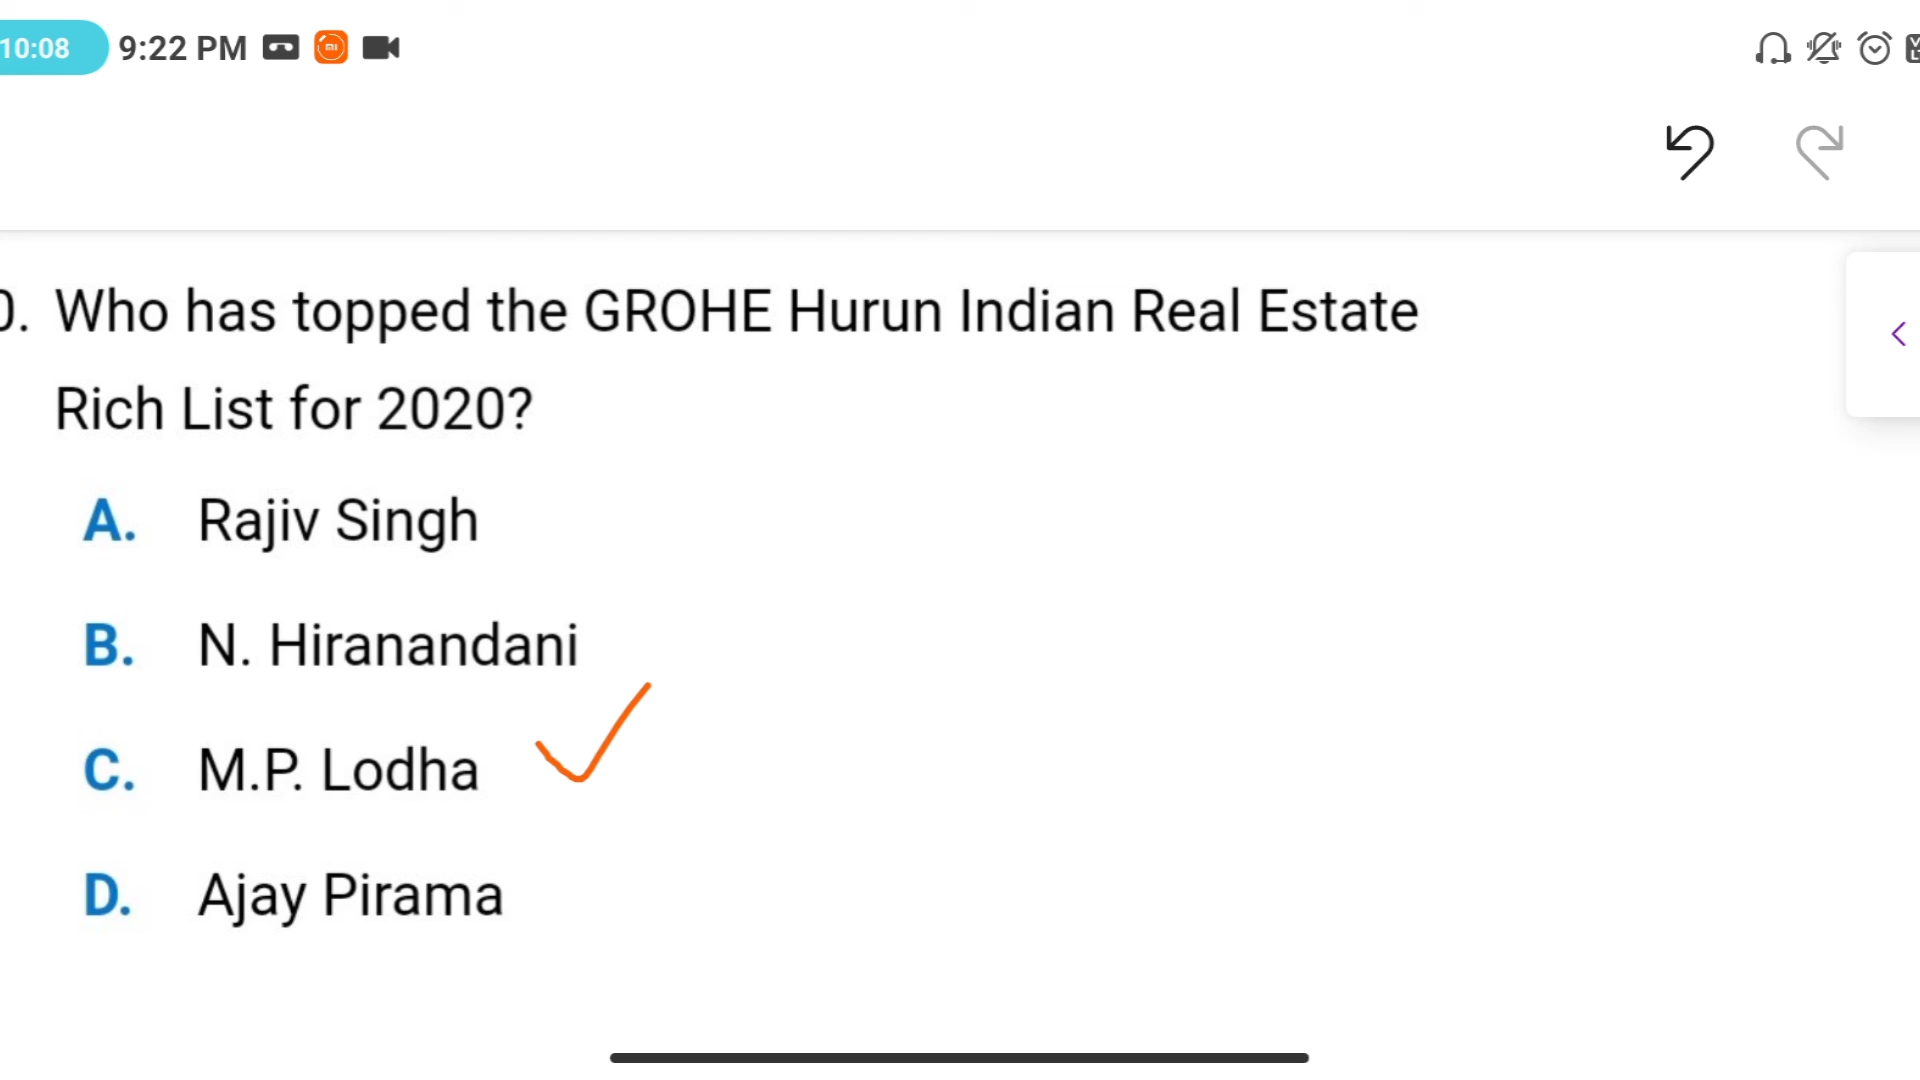 10:08 9:22 PM
0. Who has topped the GROHE Hurun Indian Real Estate
Rich List for 2020?
A. Rajiv Singh
B. N. Hiranandani
C. M.P. Lodha
D. Ajay Pirama